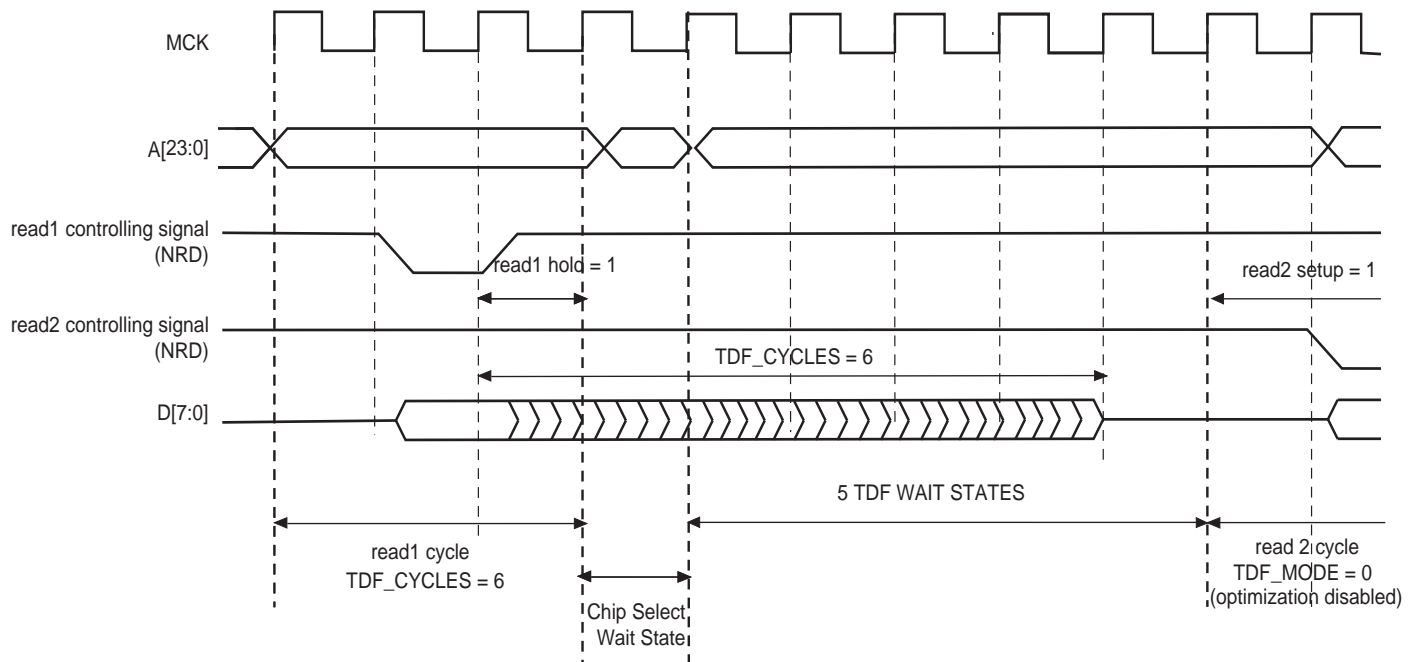 MCK
A[23:0]
read1 controlling signal
(NRD)
read1 hold = 1
read2 setup = 1
read2 controlling signal
(NRD)
TDF_CYCLES = 6
D[7:0]
5 TDF WAIT STATES
read1 cycle
TDF_CYCLES = 6
read 2 cycle
TDF_MODE = 0
(optimization disabled)
Chip Select
Wait State